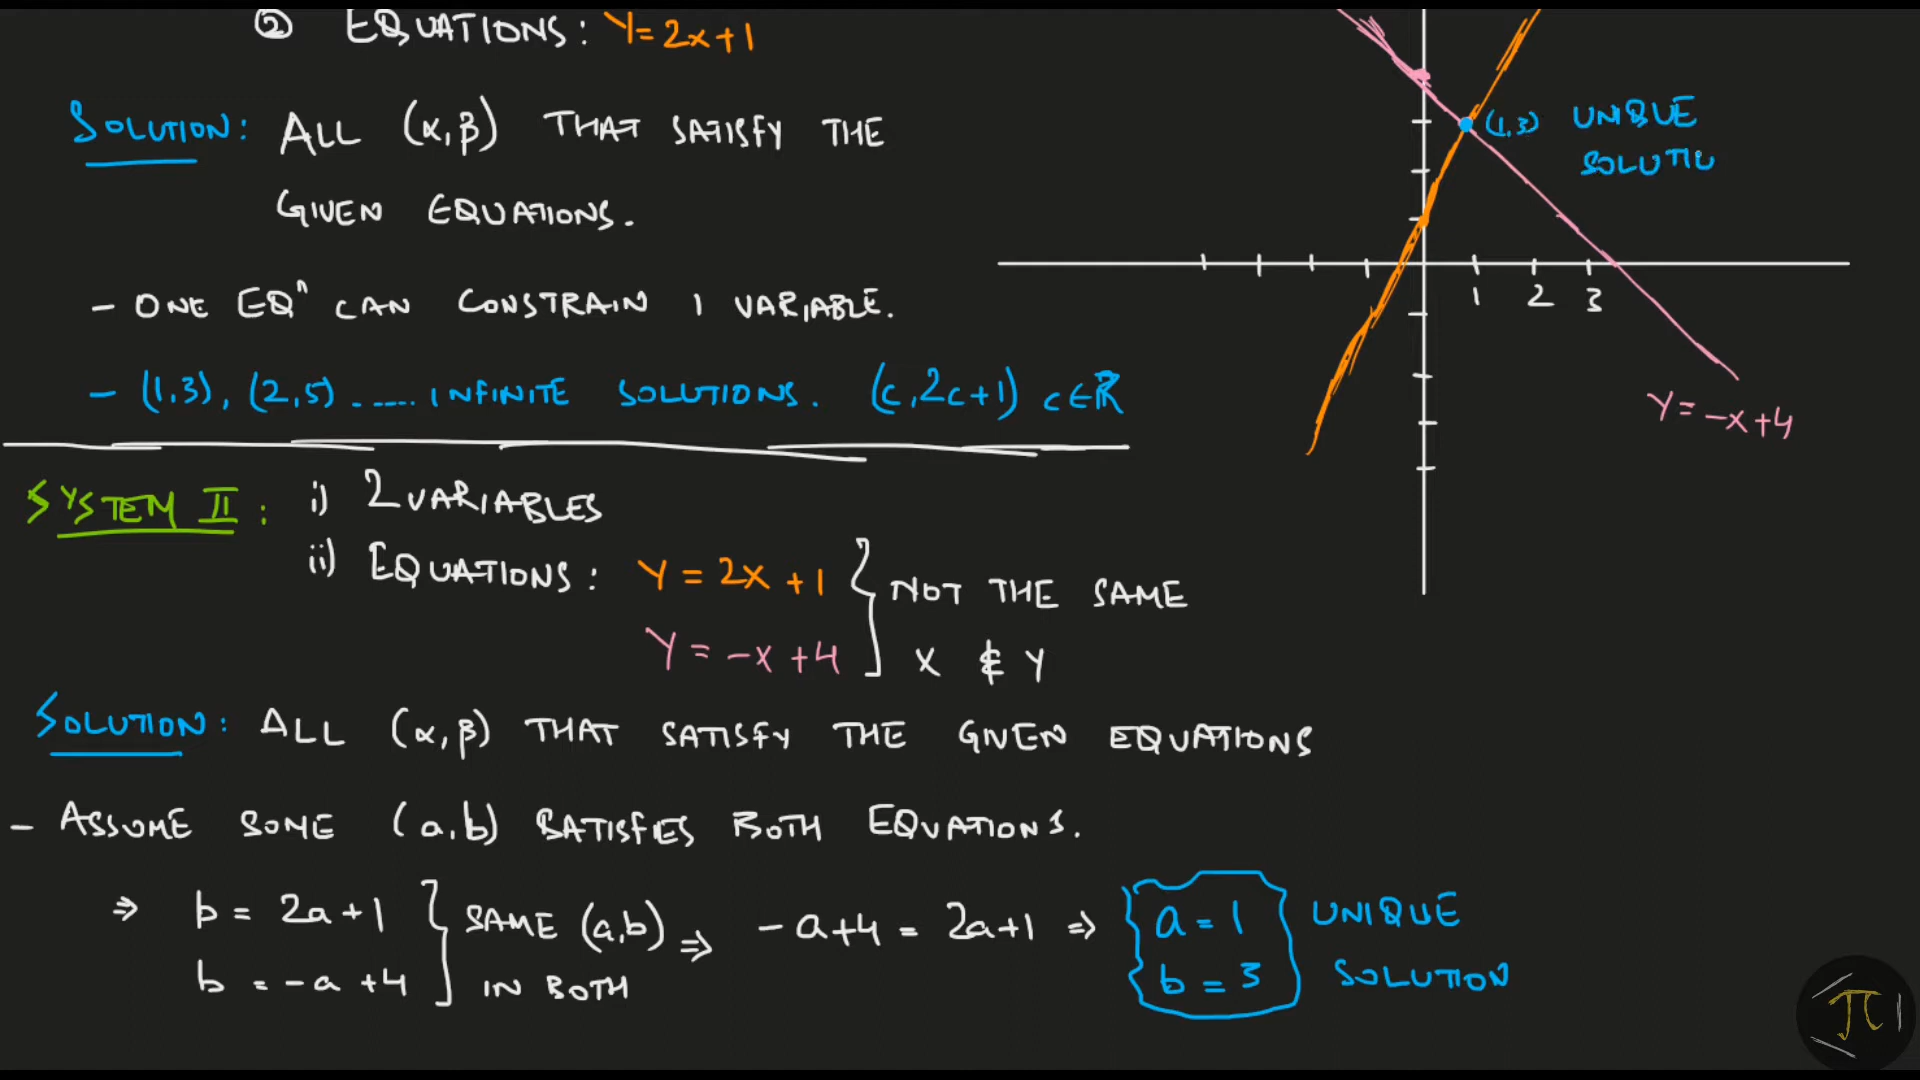 ② EQUATIONS: Y=2x+1
SOLUTION: ALL (α,β) THAT SATISFY THE
GIVEN EQUATIONS.
- ONE EQⁿ CAN CONSTRAIN 1 VARIABLE.
- (1,3), (2,5) ...... INFINITE SOLUTIONS. (c,2c+1) c∈ℝ
(1,3) UNIQUE
SOLUTIO
1 2 3
Y=-x+4
SYSTEM II: i) 2 VARIABLES
ii) EQUATIONS: Y = 2x+1 } NOT THE SAME
Y = -x+4 X & Y
SOLUTION: ALL (α,β) THAT SATISFY THE GIVEN EQUATIONS
- ASSUME SOME (a,b) SATISFIES BOTH EQUATIONS.
⇒ b = 2a+1 } SAME (a,b) ⇒ -a+4 = 2a+1 ⇒ { a = 1 } UNIQUE
b = -a+4 IN BOTH b = 3 SOLUTION
π